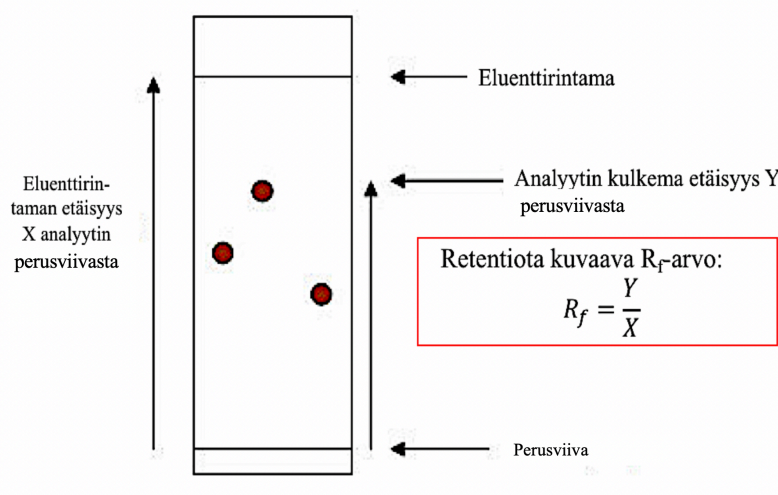 Eluenttirintama
Eluenttirin-
taman etäisyys
X analyytin
perusviivasta
Analyytin kulkema etäisyys Y
perusviivasta
Retentiota kuvaava Rf-arvo:
Rf = Y/X
Perusviiva